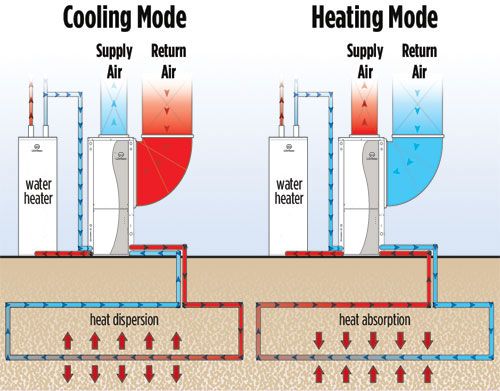 Cooling Mode
Supply Air
Return Air
water heater
heat dispersion
Heating Mode
Supply Air
Return Air
water heater
heat absorption